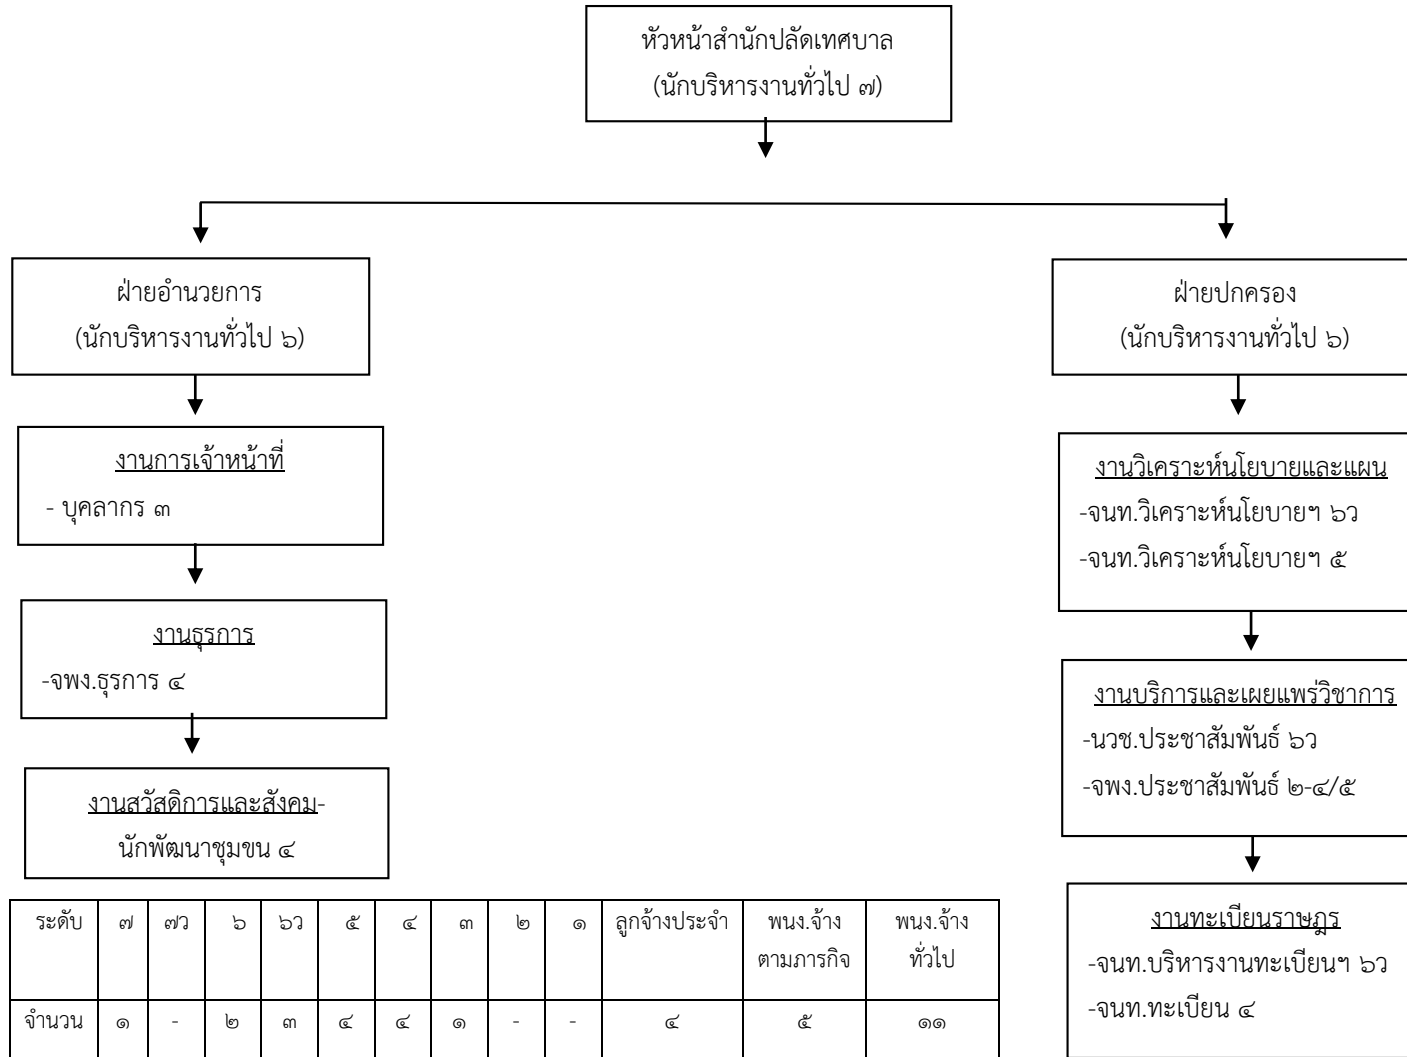 หัวหน้าสำนักปลัดเทศบาล
(นักบริหารงานทั่วไป ๗)
ฝ่ายอำนวยการ
(นักบริหารงานทั่วไป ๖)
งานการเจ้าหน้าที่
- บุคลากร ๓
งานธุรการ
-จพง.ธุรการ ๔
งานสวัสดิการและสังคม-
นักพัฒนาชุมขน ๔
ฝ่ายปกครอง
(นักบริหารงานทั่วไป ๖)
งานวิเคราะห์นโยบายและแผน
-จนท.วิเคราะห์นโยบายฯ ๖ว
-จนท.วิเคราะห์นโยบายฯ ๕
งานบริการและเผยแพร่วิชาการ
-นวช.ประชาสัมพันธ์ ๖ว
-จพง.ประชาสัมพันธ์ ๒-๔/๕
งานทะเบียนราษฎร
-จนท.บริหารงานทะเบียนฯ ๖ว
-จนท.ทะเบียน ๔
ระดับ ๗ ๗ว ๖ ๖ว ๕ ๔ ๓ ๒ ๑ ลูกจ้างประจำ พนง.จ้าง พนง.จ้าง
ตามภารกิจ ทั่วไป
จำนวน ๑ - ๒ ๓ ๔ ๔ ๑ - - ๔ ๕ ๑๑